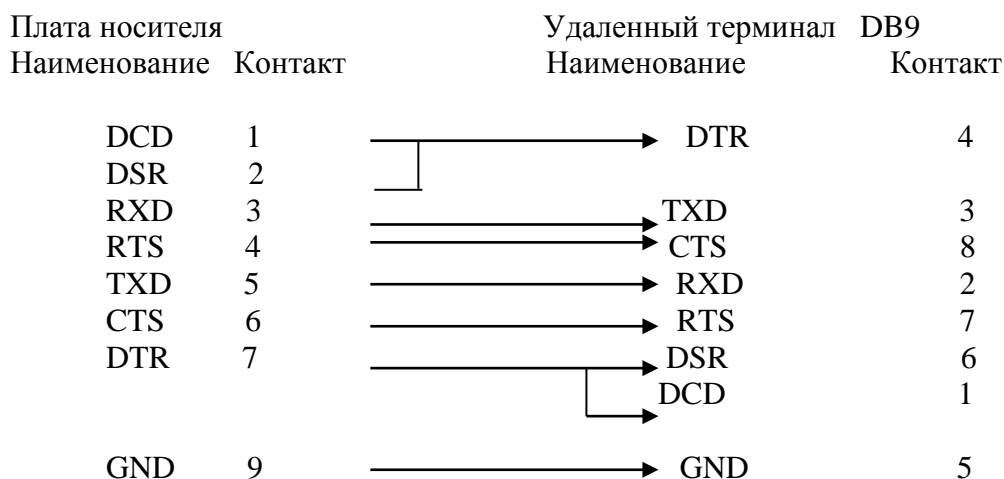 Плата носителя Удаленный терминал DB9
Наименование Контакт Наименование Контакт
DCD 1 DTR 4
DSR 2
RXD 3 TXD 3
RTS 4 CTS 8
TXD 5 RXD 2
CTS 6 RTS 7
DTR 7 DSR 6
DCD 1
GND 9 GND 5